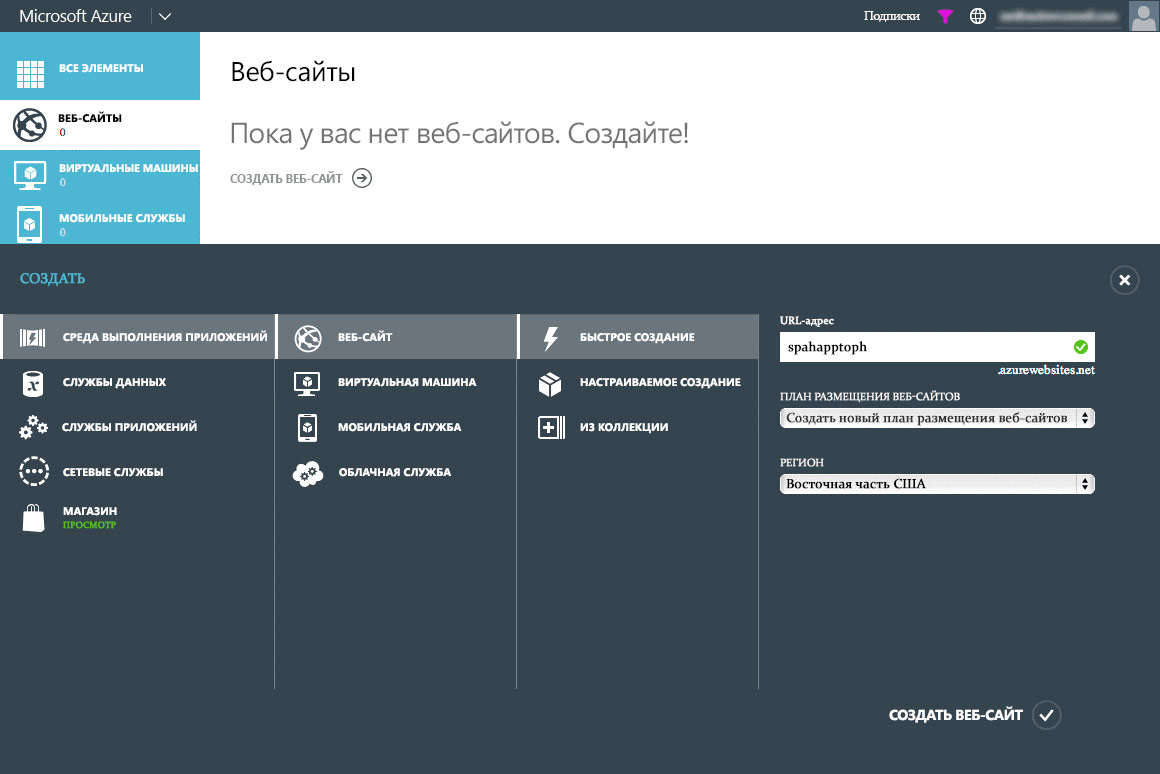 Microsoft Azure
Подписки
ВСЕ ЭЛЕМЕНТЫ
ВЕБ-САЙТЫ
0
ВИРТУАЛЬНЫЕ МАШИНЫ
0
МОБИЛЬНЫЕ СЛУЖБЫ
0
Веб-сайты
Пока у вас нет веб-сайтов. Создайте!
СОЗДАТЬ ВЕБ-САЙТ
СОЗДАТЬ
СРЕДА ВЫПОЛНЕНИЯ ПРИЛОЖЕНИЙ
СЛУЖБЫ ДАННЫХ
СЛУЖБЫ ПРИЛОЖЕНИЙ
СЕТЕВЫЕ СЛУЖБЫ
МАГАЗИН
ПРОСМОТР
ВЕБ-САЙТ
ВИРТУАЛЬНАЯ МАШИНА
МОБИЛЬНАЯ СЛУЖБА
ОБЛАЧНАЯ СЛУЖБА
БЫСТРОЕ СОЗДАНИЕ
НАСТРАИВАЕМОЕ СОЗДАНИЕ
ИЗ КОЛЛЕКЦИИ
URL-адрес
spahapptoph
.azurewebsites.net
ПЛАН РАЗМЕЩЕНИЯ ВЕБ-САЙТОВ
Создать новый план размещения веб-сайтов
РЕГИОН
Восточная часть США
СОЗДАТЬ ВЕБ-САЙТ